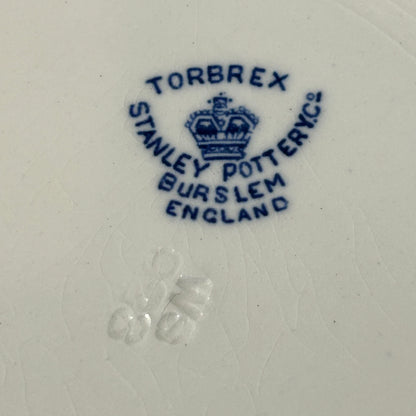 TORBREX
STANLEY POTTERY, Co
BURSLEM
ENGLAND